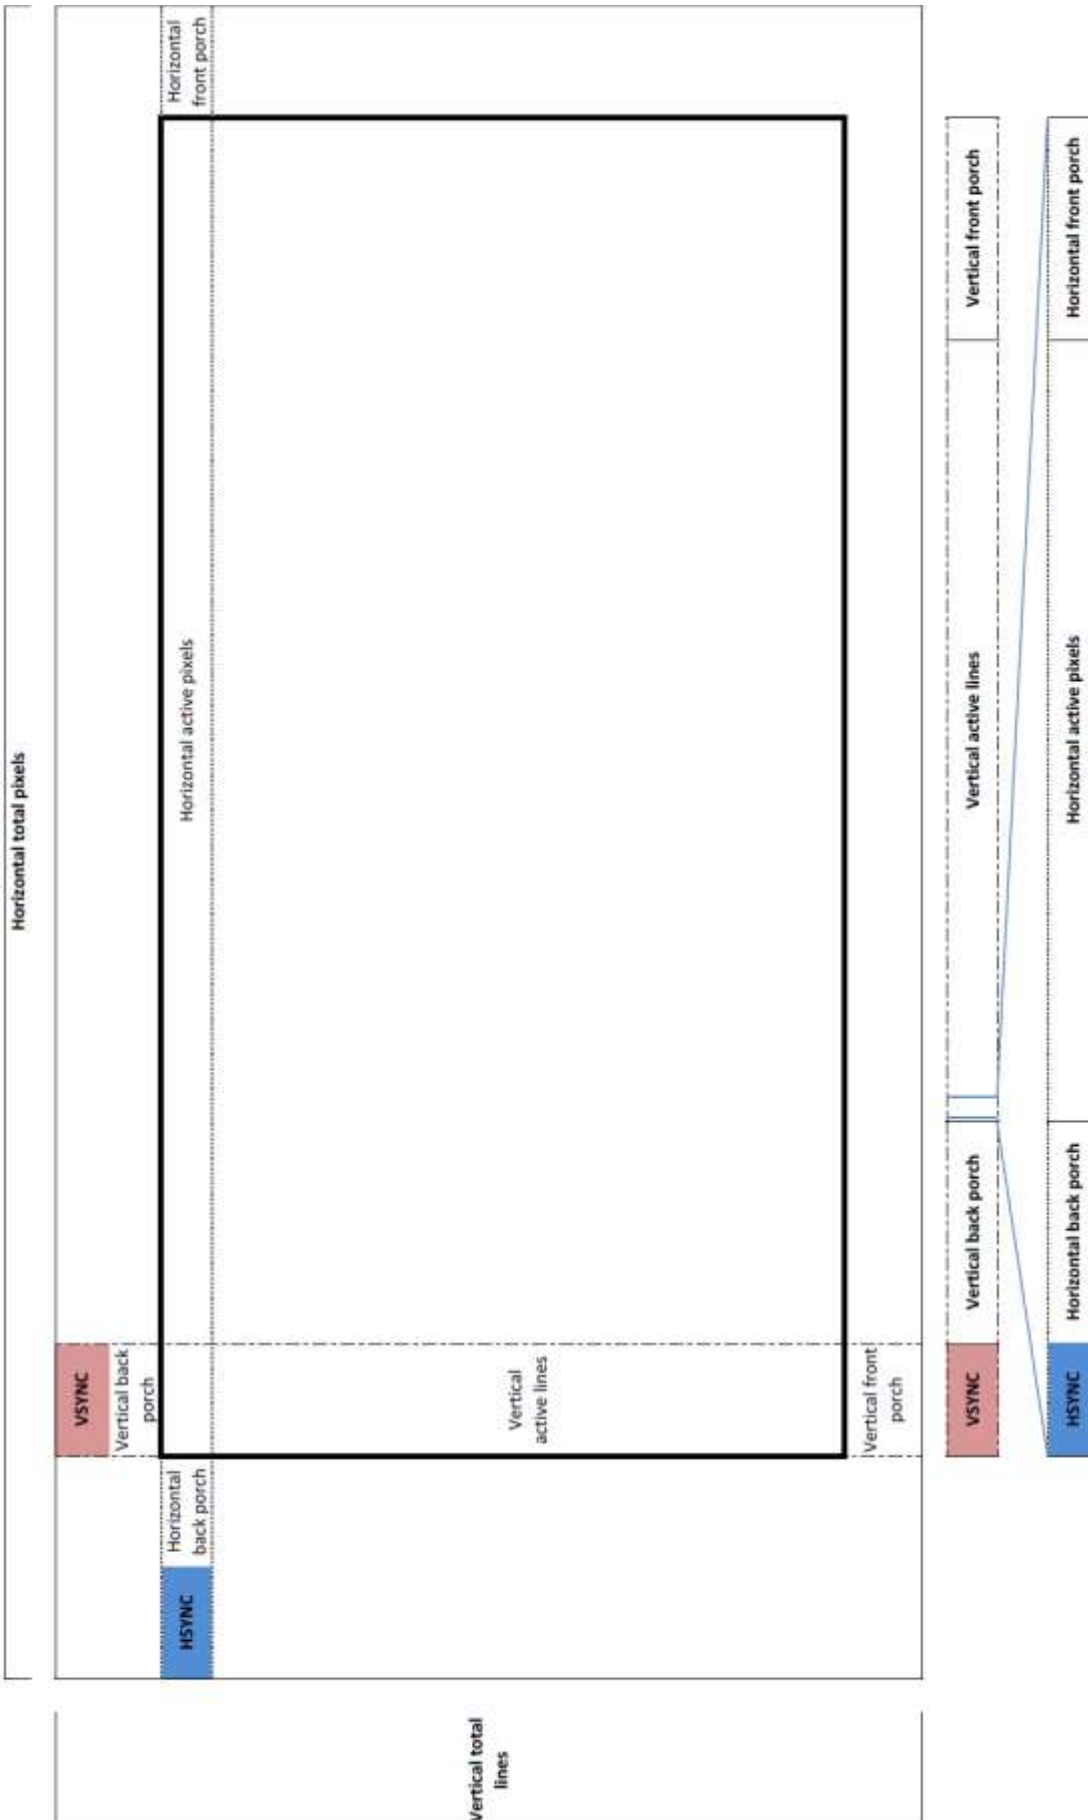 Horizontal total pixels
Vertical total
lines
VSYNC
Vertical back
porch
HSYNC
Horizontal
back porch
Horizontal active pixels
Horizontal
front porch
Vertical
active lines
Vertical front
porch
VSYNC
Vertical back porch
Vertical active lines
Vertical front porch
HSYNC
Horizontal back porch
Horizontal active pixels
Horizontal front porch